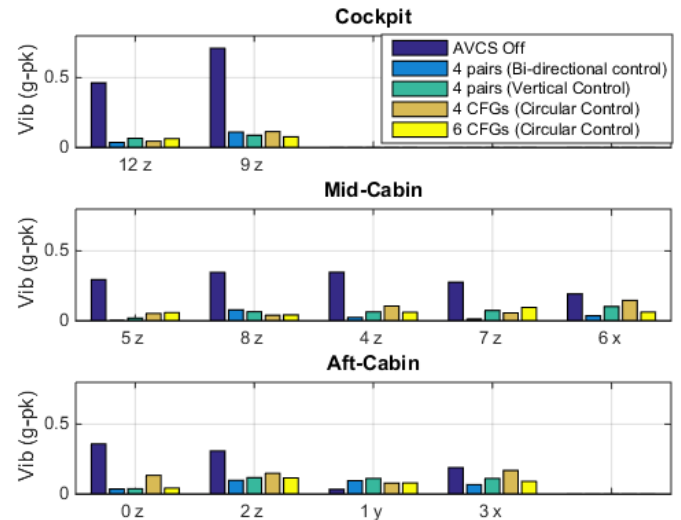 Cockpit
Vib (g-pk)
0.5
0
AVCS Off
4 pairs (Bi-directional control)
4 pairs (Vertical Control)
4 CFGs (Circular Control)
6 CFGs (Circular Control)
12 z 9 z
Mid-Cabin
Vib (g-pk)
0.5
0
5 z 8 z 4 z 7 z 6 x
Aft-Cabin
Vib (g-pk)
0.5
0
0 z 2 z 1 y 3 x